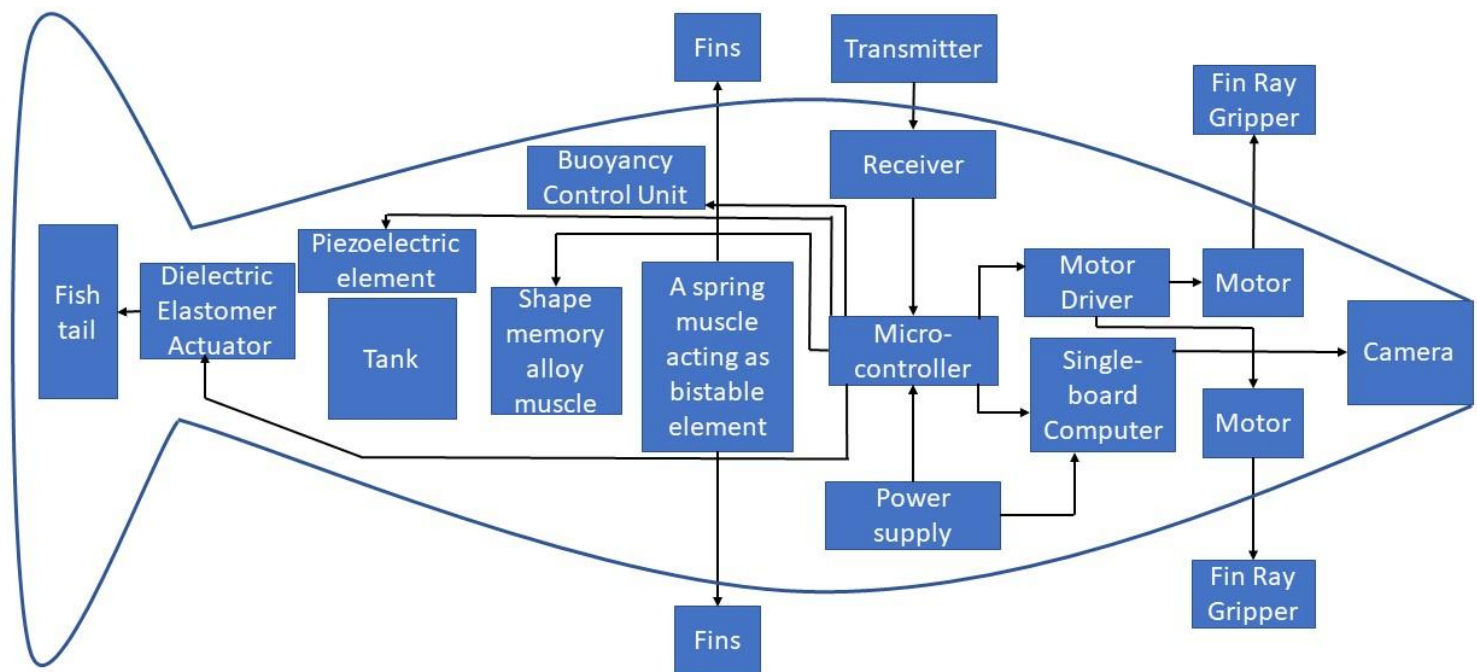 Fins
Transmitter
Fin Ray
Gripper
Buoyancy
Control Unit
Receiver
Piezoelectric
element
Fish
tail
Dielectric
Elastomer
Actuator
Tank
Shape
memory
alloy
muscle
A spring
muscle
acting as
bistable
element
Micro-
controller
Motor
Driver
Motor
Single-
board
Computer
Camera
Motor
Power
supply
Fin Ray
Gripper
Fins